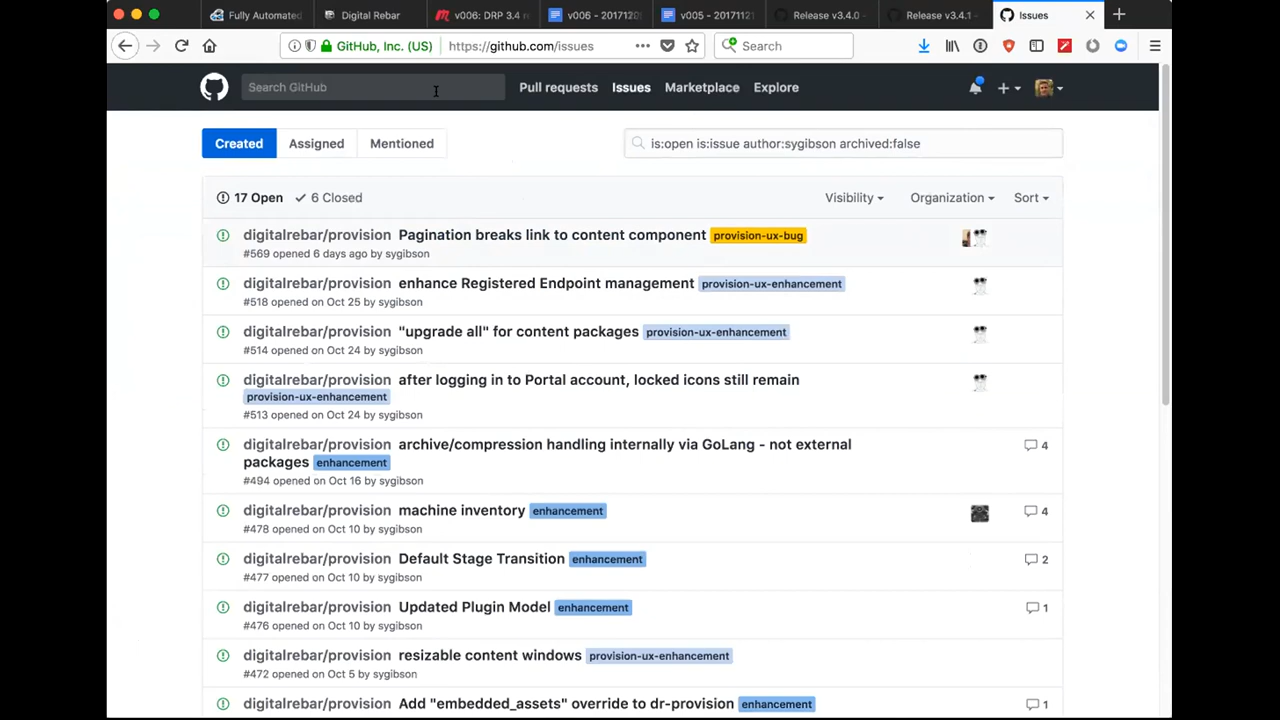 Fully Automated
Digital Rebar
v006: DRP 3.4 r
v006 - 2017120
v005 - 20171121
Release v3.4.0 -
Release v3.4.1 -
Issues
GitHub, Inc. (US)
https://github.com/issues
Search
Search GitHub
Pull requests
Issues
Marketplace
Explore
Created
Assigned
Mentioned
is:open is:issue author:sygibson archived:false
17 Open
6 Closed
Visibility
Organization
Sort
digitalrebar/provision Pagination breaks link to content component provision-ux-bug
#569 opened 6 days ago by sygibson
digitalrebar/provision enhance Registered Endpoint management provision-ux-enhancement
#518 opened on Oct 25 by sygibson
digitalrebar/provision "upgrade all" for content packages provision-ux-enhancement
#514 opened on Oct 24 by sygibson
digitalrebar/provision after logging in to Portal account, locked icons still remain
provision-ux-enhancement
#513 opened on Oct 24 by sygibson
digitalrebar/provision archive/compression handling internally via GoLang - not external 4
packages enhancement
#494 opened on Oct 16 by sygibson
digitalrebar/provision machine inventory enhancement 4
#478 opened on Oct 10 by sygibson
digitalrebar/provision Default Stage Transition enhancement 2
#477 opened on Oct 10 by sygibson
digitalrebar/provision Updated Plugin Model enhancement 1
#476 opened on Oct 10 by sygibson
digitalrebar/provision resizable content windows provision-ux-enhancement
#472 opened on Oct 5 by sygibson
digitalrebar/provision Add "embedded_assets" override to dr-provision enhancement 1